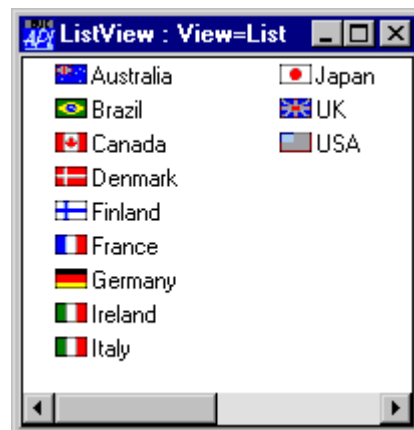 ListView : View=List
Australia
Brazil
Canada
Denmark
Finland
France
Germany
Ireland
Italy
Japan
UK
USA